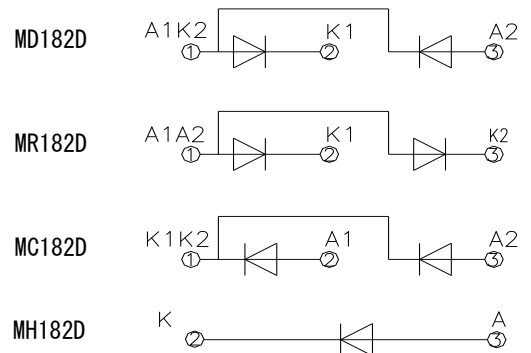 MD182D A1K2 K1 A2
1 2 3
MR182D A1A2 K1 K2
1 2 3
MC182D K1K2 A1 A2
1 2 3
MH182D K A
2 3